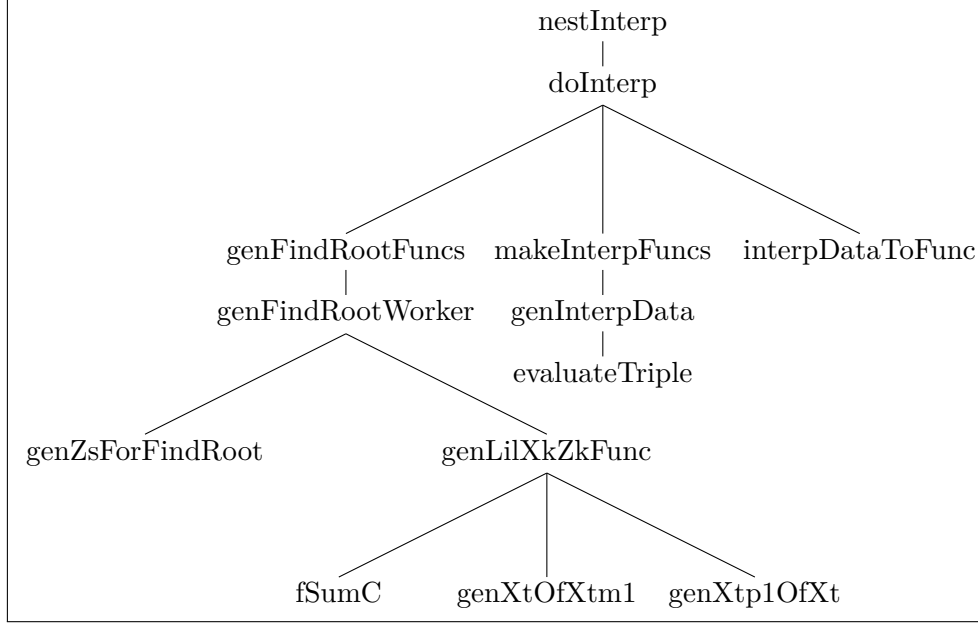 nestInterp
doInterp
genFindRootFuncs makeInterpFuncs interpDataToFunc
genFindRootWorker genInterpData
evaluateTriple
genZsForFindRoot genLilXkZkFunc
fSumC genXtOfXtm1 genXtp1OfXt